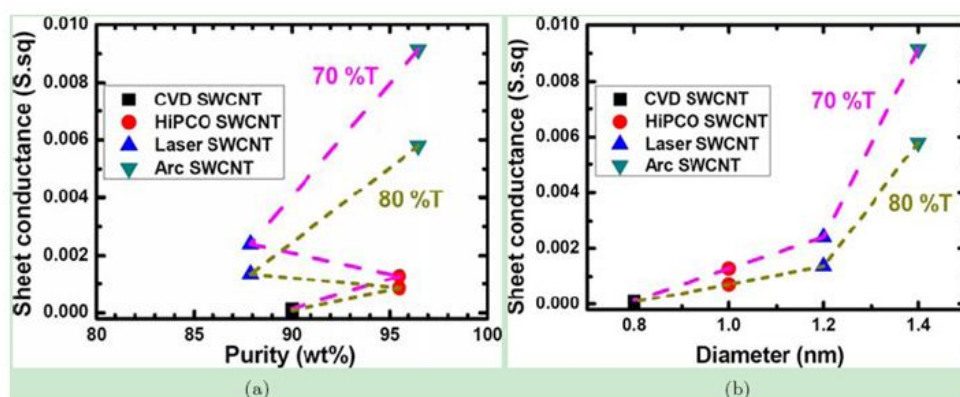 (a)
0.010
0.008
0.006
0.004
0.002
0.000
Sheet conductance (S.sq)
CVD SWCNT
HiPCO SWCNT
Laser SWCNT
Arc SWCNT
70 %T
80 %T
80 85 90 95 100
Purity (wt%)
(a)
(b)
0.010
0.008
0.006
0.004
0.002
0.000
Sheet conductance (S.sq)
CVD SWCNT
HiPCO SWCNT
Laser SWCNT
Arc SWCNT
70 %T
80 %T
0.8 1.0 1.2 1.4
Diameter (nm)
(b)